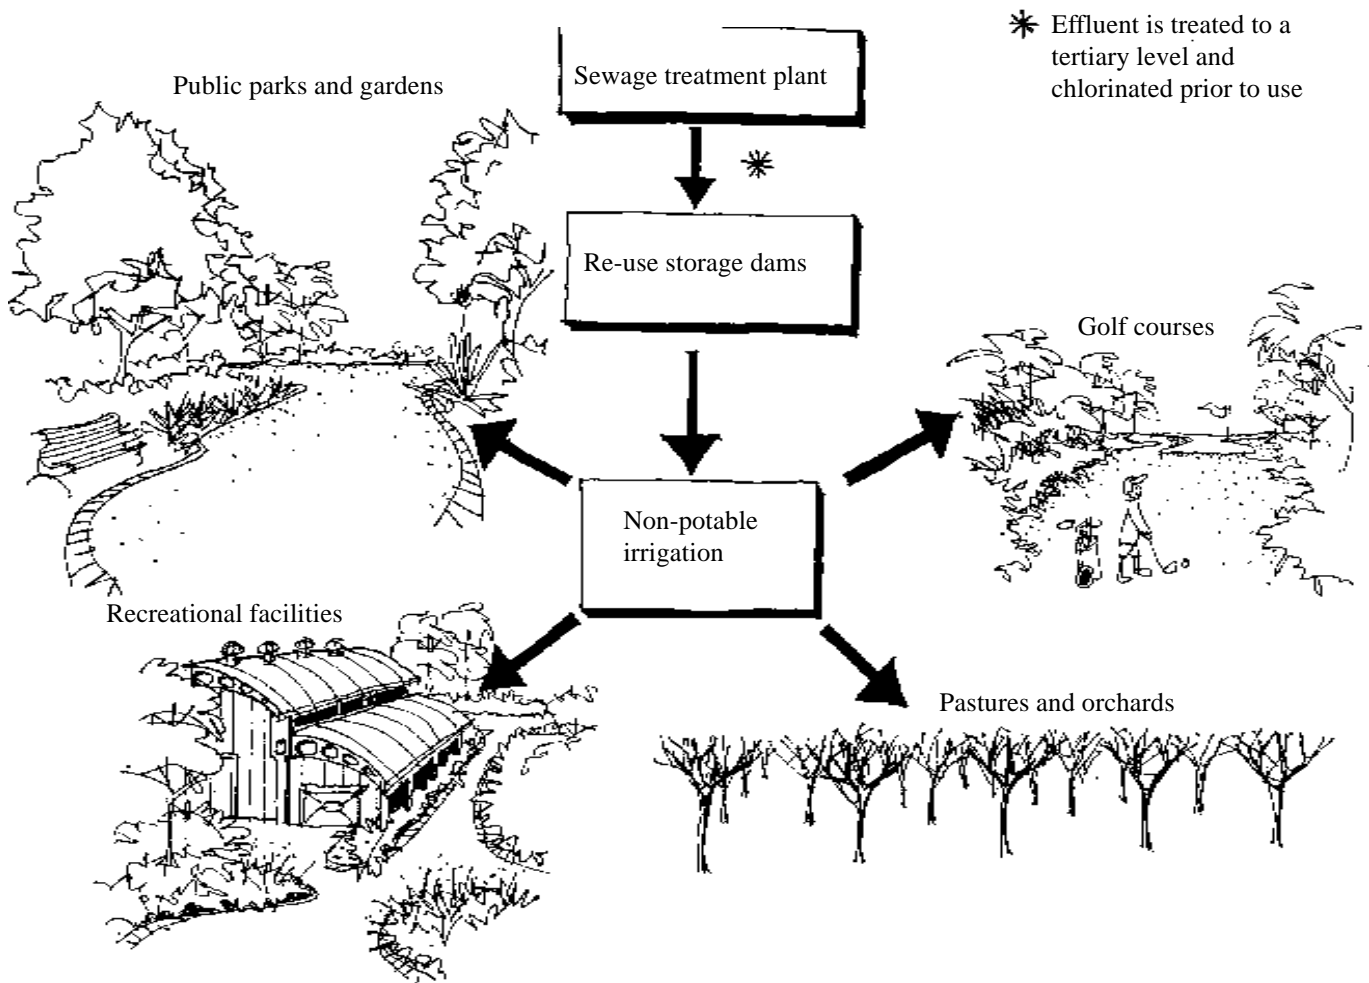 ✳ Effluent is treated to a
tertiary level and
chlorinated prior to use
Public parks and gardens
Sewage treatment plant
✳
Re-use storage dams
Golf courses
Non-potable
irrigation
Recreational facilities
Pastures and orchards